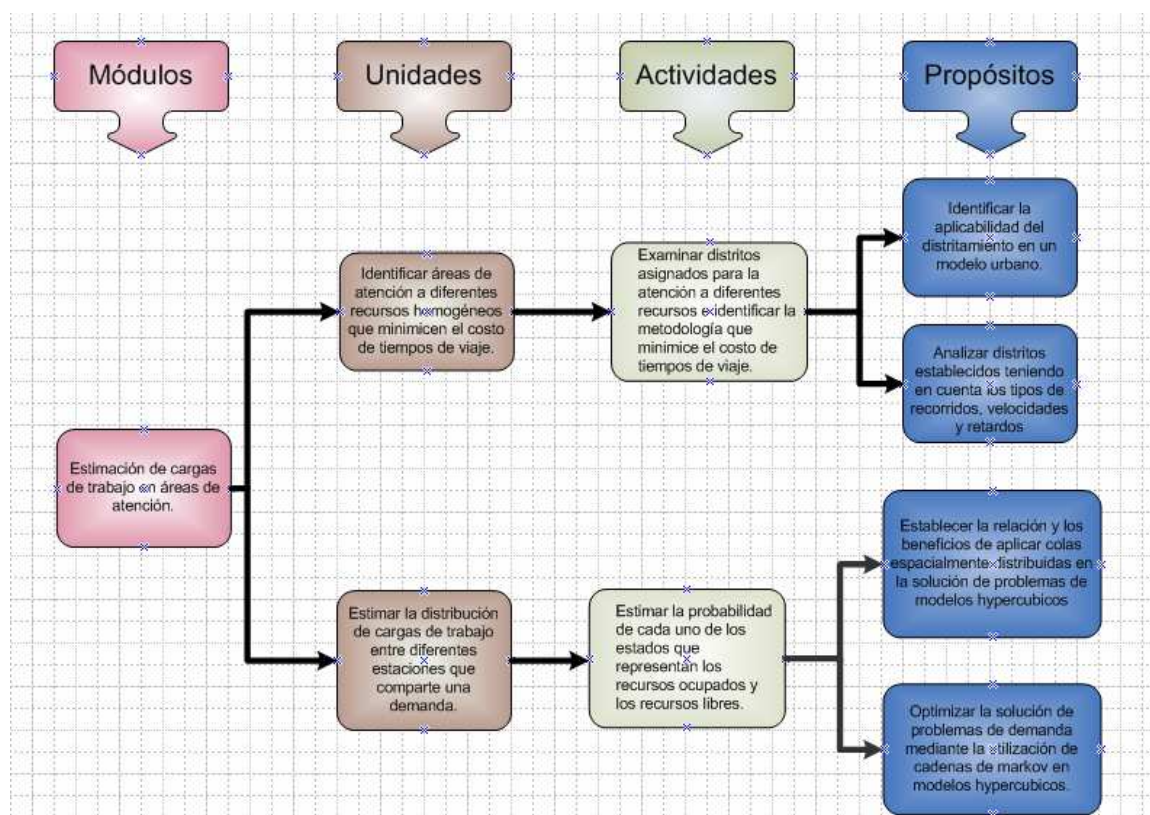 Módulos
Unidades
Actividades
Propósitos
Identificar la
aplicabilidad del
distritamiento en un
modelo urbano.
Identificar áreas de
atención a diferentes
recursos homogéneos
que minimicen el costo
de tiempos de viaje.
Examinar distritos
asignados para la
atención a diferentes
recursos e identificar la
metodología que
minimice el costo de
tiempos de viaje.
Analizar distritos
establecidos teniendo
en cuenta los tipos de
recorridos, velocidades
y retardos
Estimación de cargas
de trabajo en áreas de
atención.
Establecer la relación y los
beneficios de aplicar colas
espacialmente distribuidas en
la solución de problemas de
modelos hypercubicos
Estimar la distribución
de cargas de trabajo
entre diferentes
estaciones que
comparte una
demanda.
Estimar la probabilidad
de cada uno de los
estados que
representan los
recursos ocupados y
los recursos libres.
Optimizar la solución de
problemas de demanda
mediante la utilización de
cadenas de markov en
modelos hypercubicos.